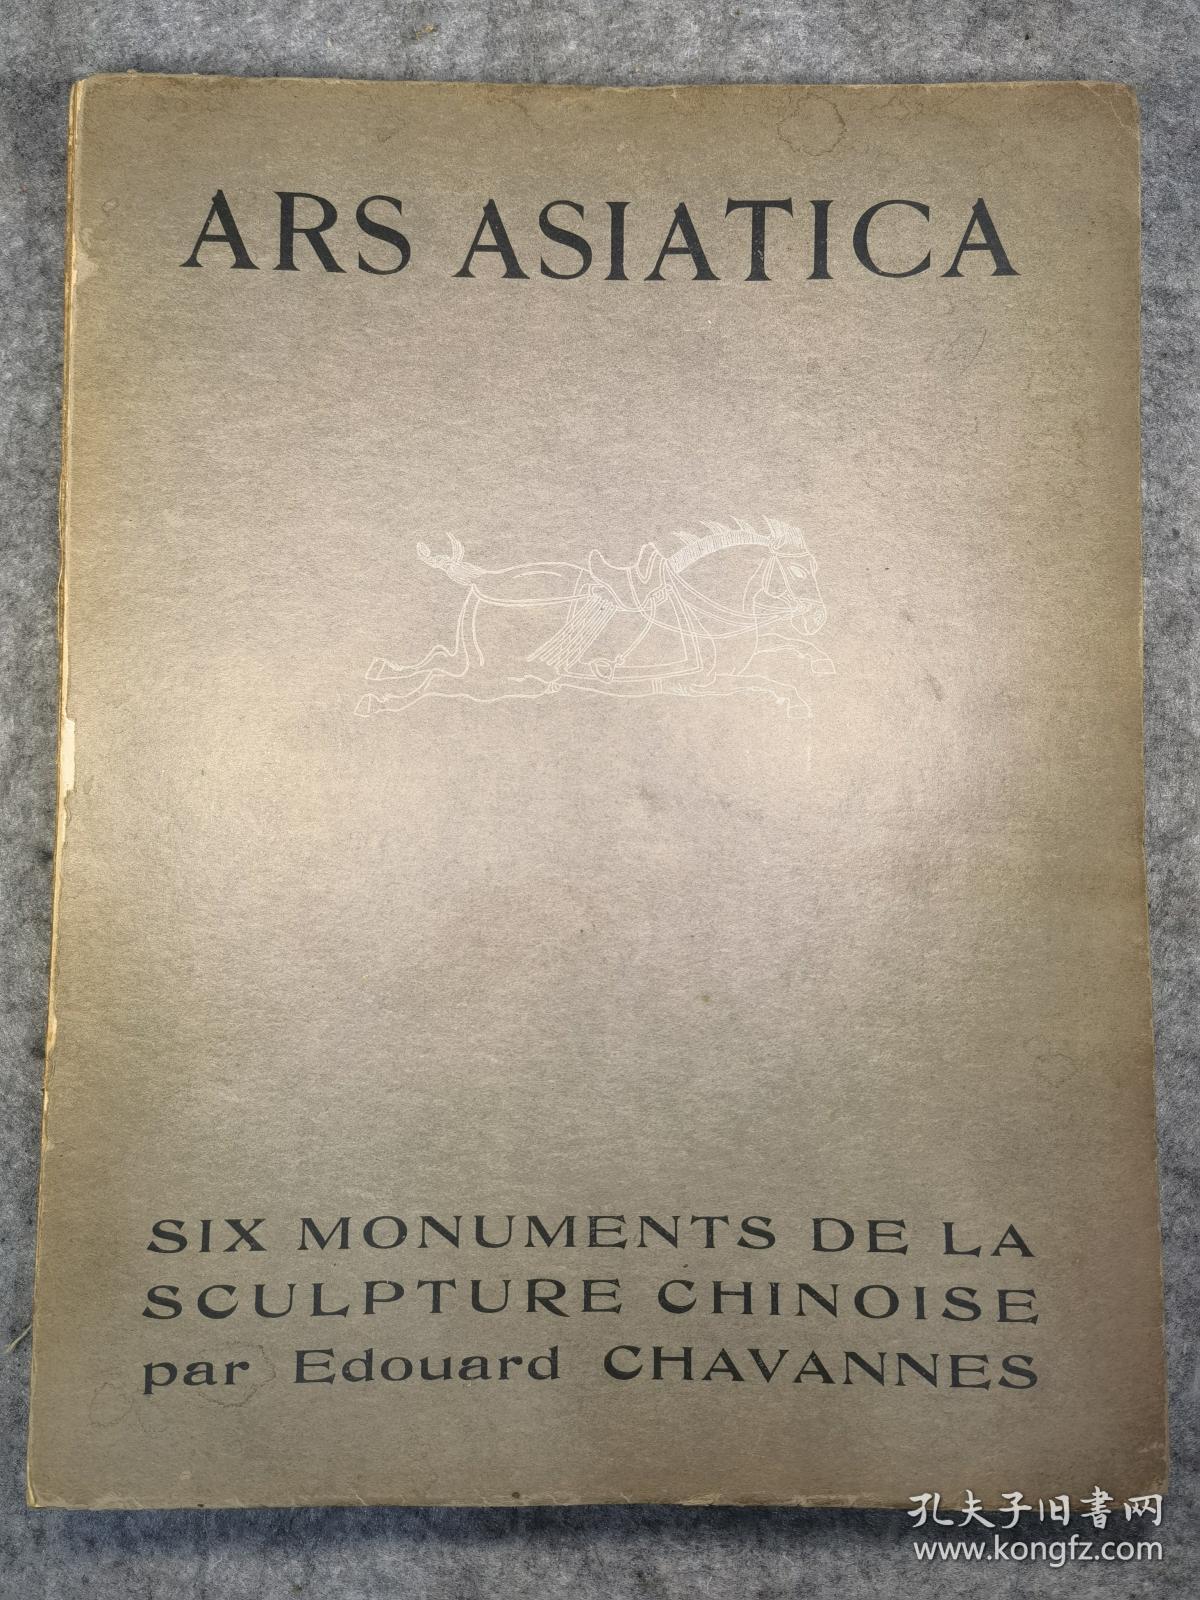 ARS ASIATICA
SIX MONUMENTS DE LA
SCULPTURE CHINOISE
par Edouard CHAVANNES
孔夫子旧書网
www.kongfz.com